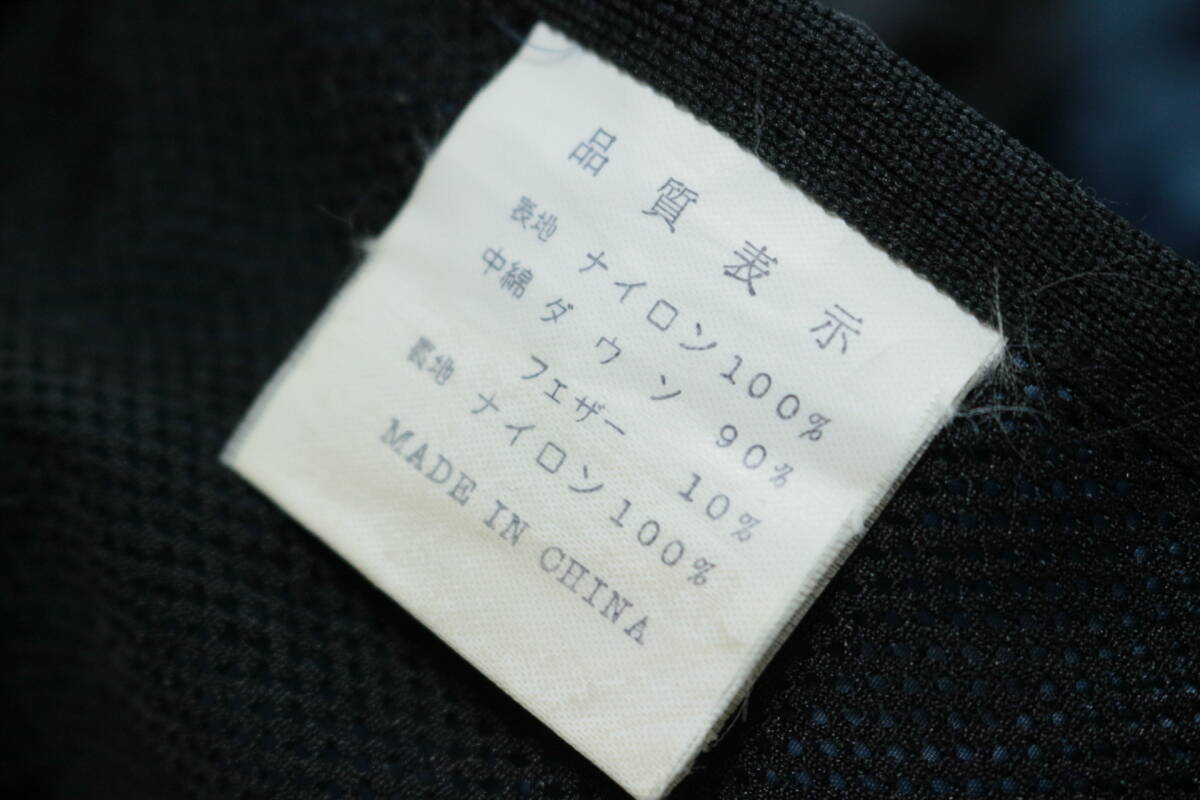 品質表示
表地 ナイロン100%
中綿 ダウン 90%
フェザー 10%
裏地 ナイロン100%
MADE IN CHINA